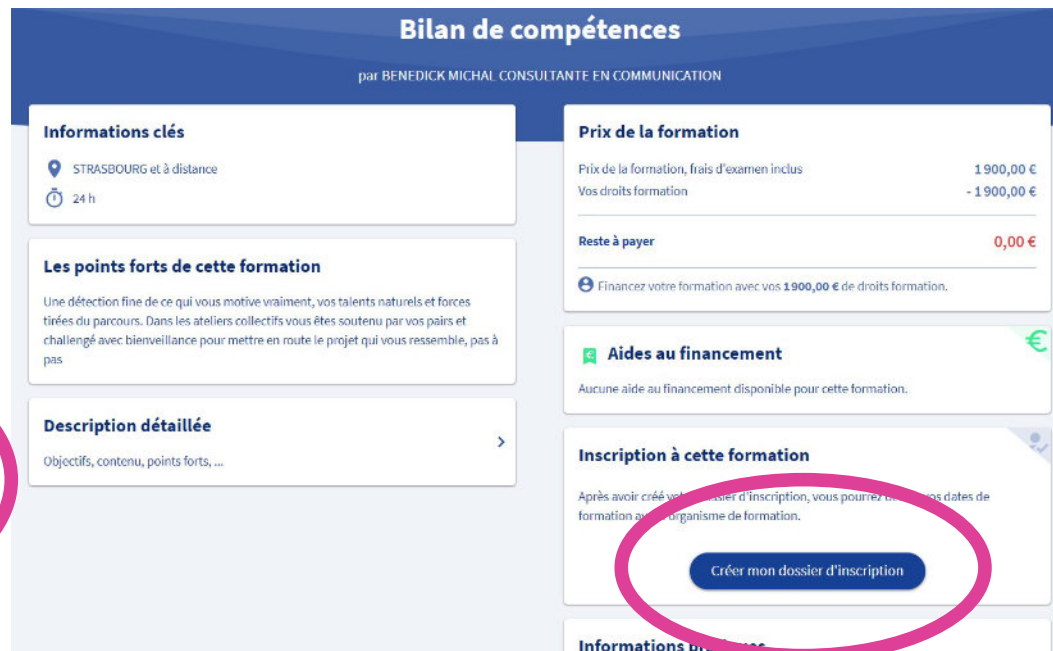 Bilan de compétences
par BENEDICK MICHAL CONSULTANTE EN COMMUNICATION
Informations clés
STRASBOURG et à distance
24 h
Les points forts de cette formation
Une détection fine de ce qui vous motive vraiment, vos talents naturels et forces
tirées du parcours. Dans les ateliers collectifs vous êtes soutenu par vos pairs et
challengé avec bienveillance pour mettre en route le projet qui vous ressemble, pas à
pas
Description détaillée
Objectifs, contenu, points forts, ...
Prix de la formation
Prix de la formation, frais d'examen inclus 1 900,00 €
Vos droits formation - 1 900,00 €
Reste à payer 0,00 €
Financez votre formation avec vos 1 900,00 € de droits formation.
Aides au financement
€
Aucune aide au financement disponible pour cette formation.
Inscription à cette formation
Après avoir créé d'inscription, vous pourrez vos dates de
formation organisme de formation.
Créer mon dossier d'inscription
Informations